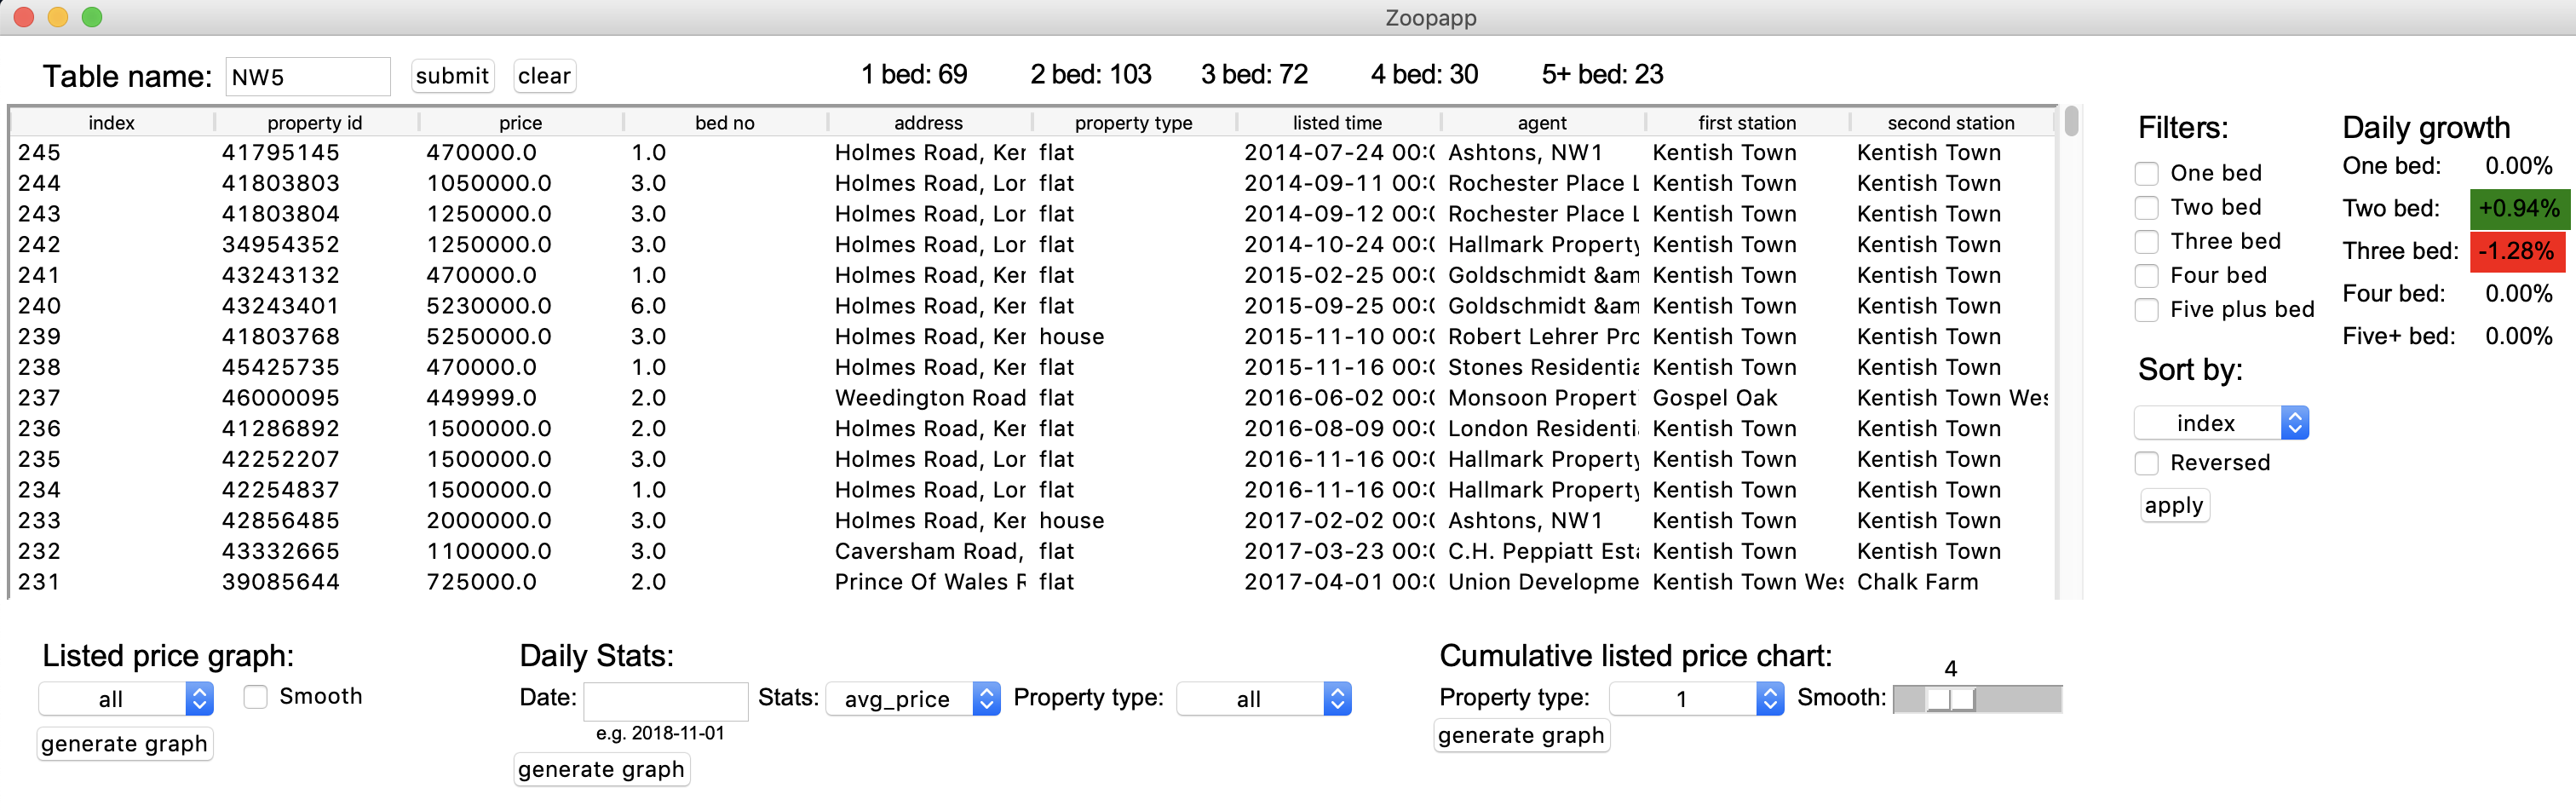 Zoopapp
Table name: NW5 submit clear 1 bed: 69 2 bed: 103 3 bed: 72 4 bed: 30 5+ bed: 23
index property id price bed no address property type listed time agent first station second station
245 41795145 470000.0 1.0 Holmes Road, Ker flat 2014-07-24 00:( Ashtons, NW1 Kentish Town Kentish Town
244 41803803 1050000.0 3.0 Holmes Road, Lor flat 2014-09-11 00:( Rochester Place L Kentish Town Kentish Town
243 41803804 1250000.0 3.0 Holmes Road, Lor flat 2014-09-12 00:( Rochester Place L Kentish Town Kentish Town
242 34954352 1250000.0 3.0 Holmes Road, Lor flat 2014-10-24 00:( Hallmark Property Kentish Town Kentish Town
241 43243132 470000.0 1.0 Holmes Road, Ker flat 2015-02-25 00:( Goldschmidt &am Kentish Town Kentish Town
240 43243401 5230000.0 6.0 Holmes Road, Ker flat 2015-09-25 00:( Goldschmidt &am Kentish Town Kentish Town
239 41803768 5250000.0 3.0 Holmes Road, Ker house 2015-11-10 00:( Robert Lehrer Pro Kentish Town Kentish Town
238 45425735 470000.0 1.0 Holmes Road, Ker flat 2015-11-16 00:( Stones Residentia Kentish Town Kentish Town
237 46000095 449999.0 2.0 Weedington Road flat 2016-06-02 00:( Monsoon Propert Gospel Oak Kentish Town Wes
236 41286892 1500000.0 2.0 Holmes Road, Ker flat 2016-08-09 00:( London Residenti Kentish Town Kentish Town
235 42252207 1500000.0 3.0 Holmes Road, Lor flat 2016-11-16 00:( Hallmark Property Kentish Town Kentish Town
234 42254837 1500000.0 1.0 Holmes Road, Lor flat 2016-11-16 00:( Hallmark Property Kentish Town Kentish Town
233 42856485 2000000.0 3.0 Holmes Road, Ker house 2017-02-02 00:( Ashtons, NW1 Kentish Town Kentish Town
232 43332665 1100000.0 3.0 Caversham Road, flat 2017-03-23 00:( C.H. Peppiatt Esta Kentish Town Kentish Town
231 39085644 725000.0 2.0 Prince Of Wales R flat 2017-04-01 00:( Union Developme Kentish Town Wes Chalk Farm
Filters:
One bed
Two bed
Three bed
Four bed
Five plus bed
Sort by:
index
Reversed
apply
Daily growth
One bed: 0.00%
Two bed: +0.94%
Three bed: -1.28%
Four bed: 0.00%
Five+ bed: 0.00%
Listed price graph:
all Smooth
generate graph
Daily Stats:
Date: Stats: avg_price Property type: all
e.g. 2018-11-01
generate graph
Cumulative listed price chart:
4
Property type: 1 Smooth:
generate graph